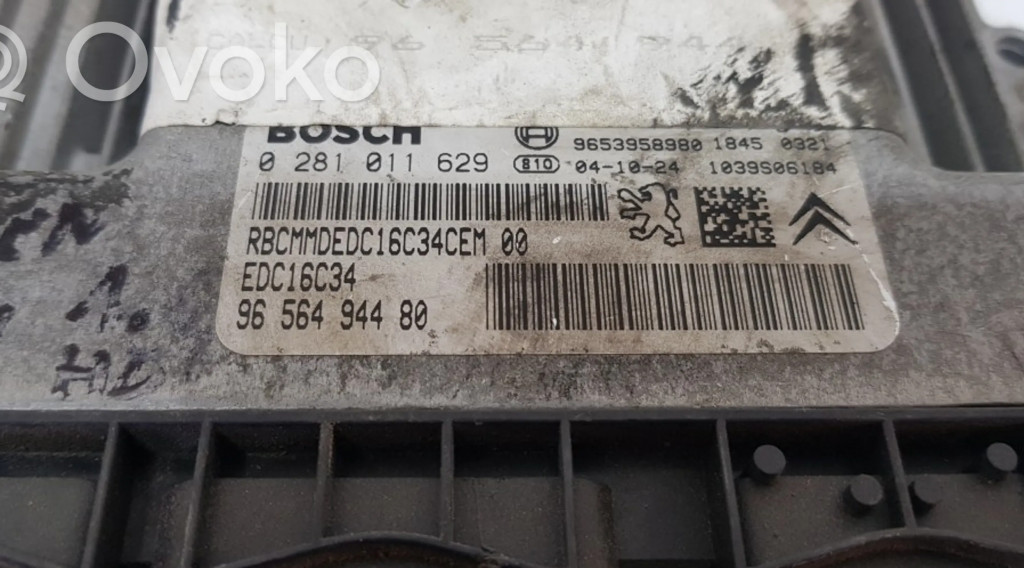 Ovoko
BOSCH
9653958980 1845 0321
0 281 011 629 810 04-10-24 1039S06184
RBCMMDEDC16C34CEM 00
EDC16C34
96 564 944 80